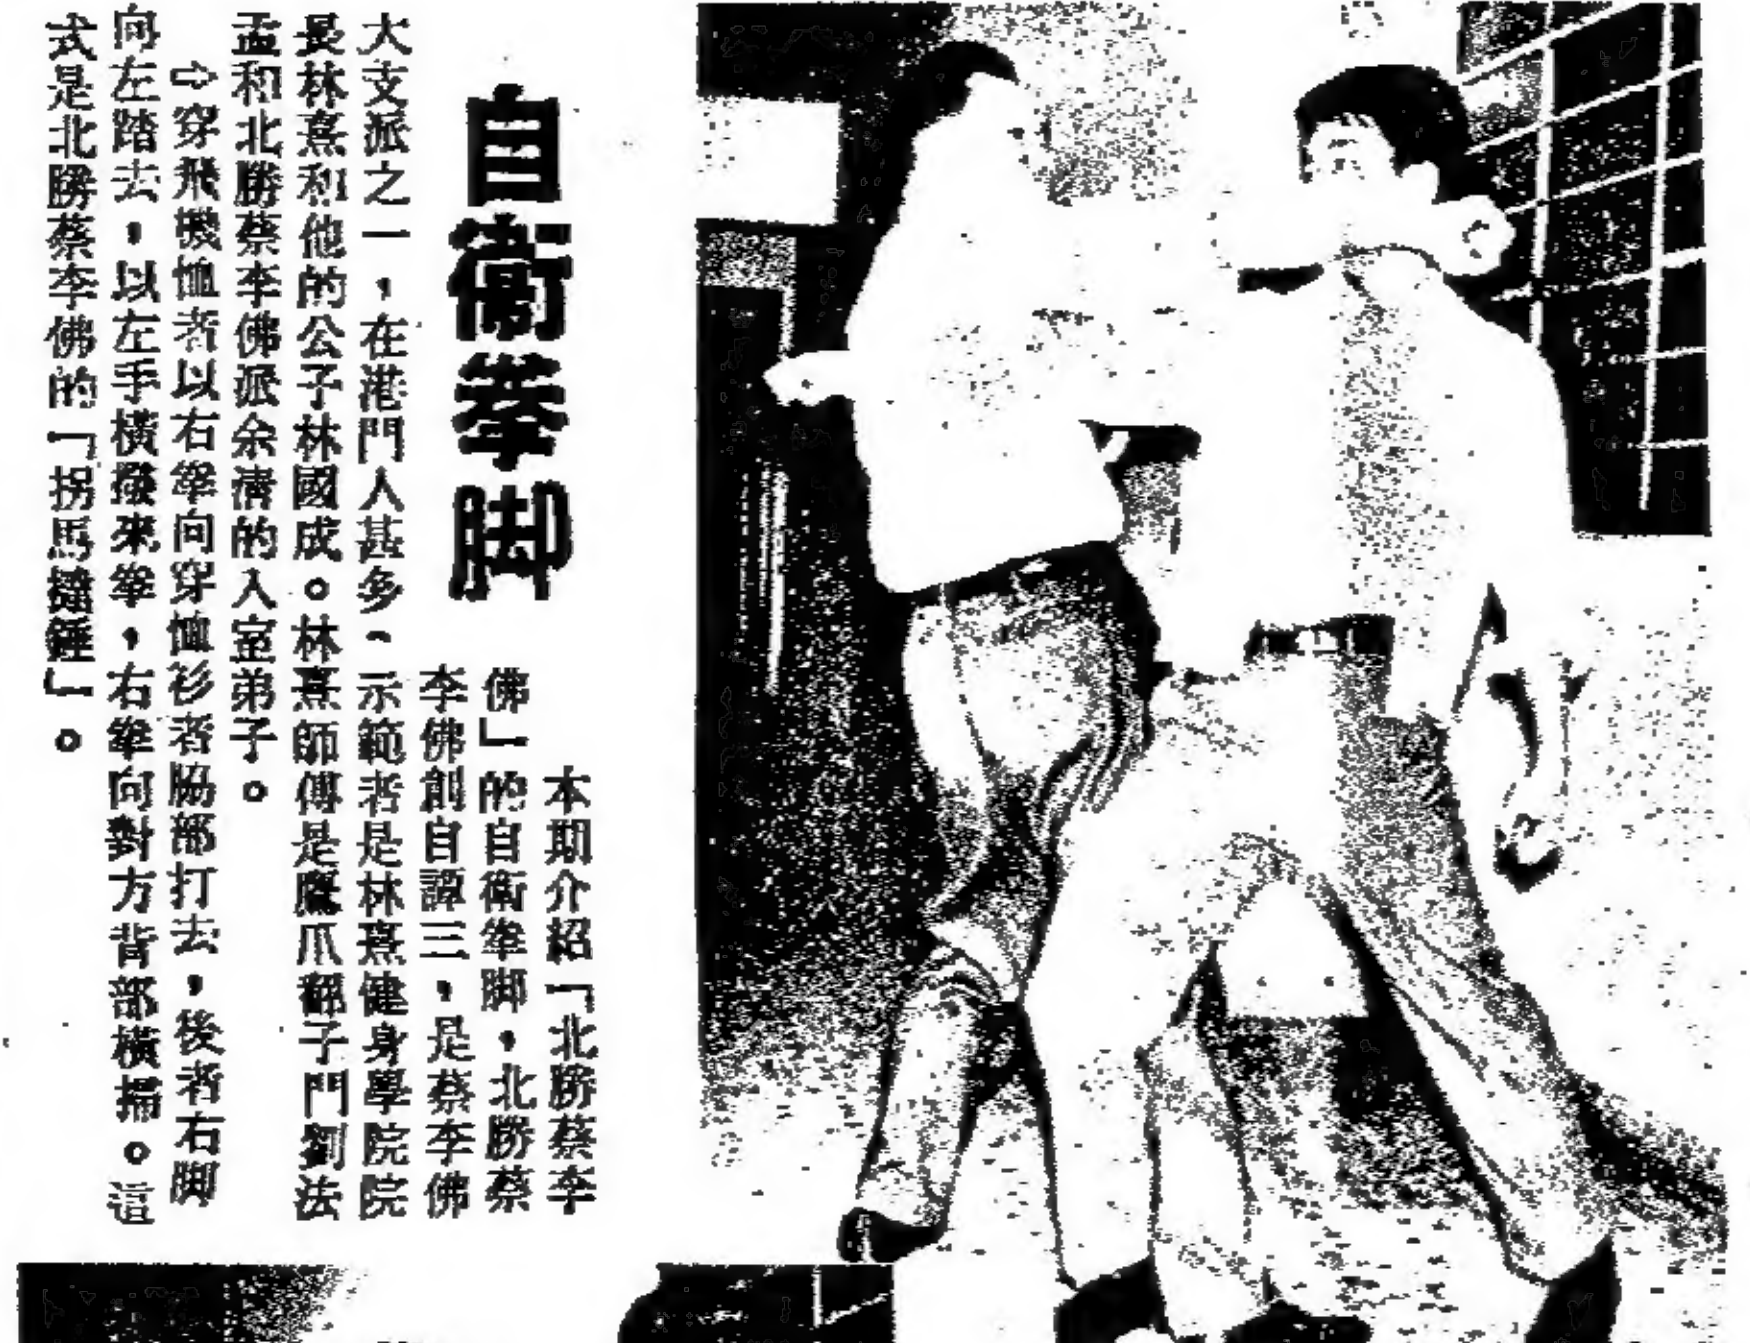 自衛拳脚
本期介紹「北勝蔡李
佛」的自衛拳脚，北勝蔡
李佛創自譚三，是蔡李佛
大支派之一，在港門人甚多、示範者是林熹健身學院院
長林熹和他的公子林國成。林熹師傅是鷹爪翻子門劉法
孟和北勝蔡李佛派余清的入室弟子。
⇨穿飛機恤者以右拳向穿恤衫者脇部打去，後者右脚
向左踏去，以左手橫撥來拳，右拳向對方背部橫掃。這
式是北勝蔡李佛的「拐馬 」。